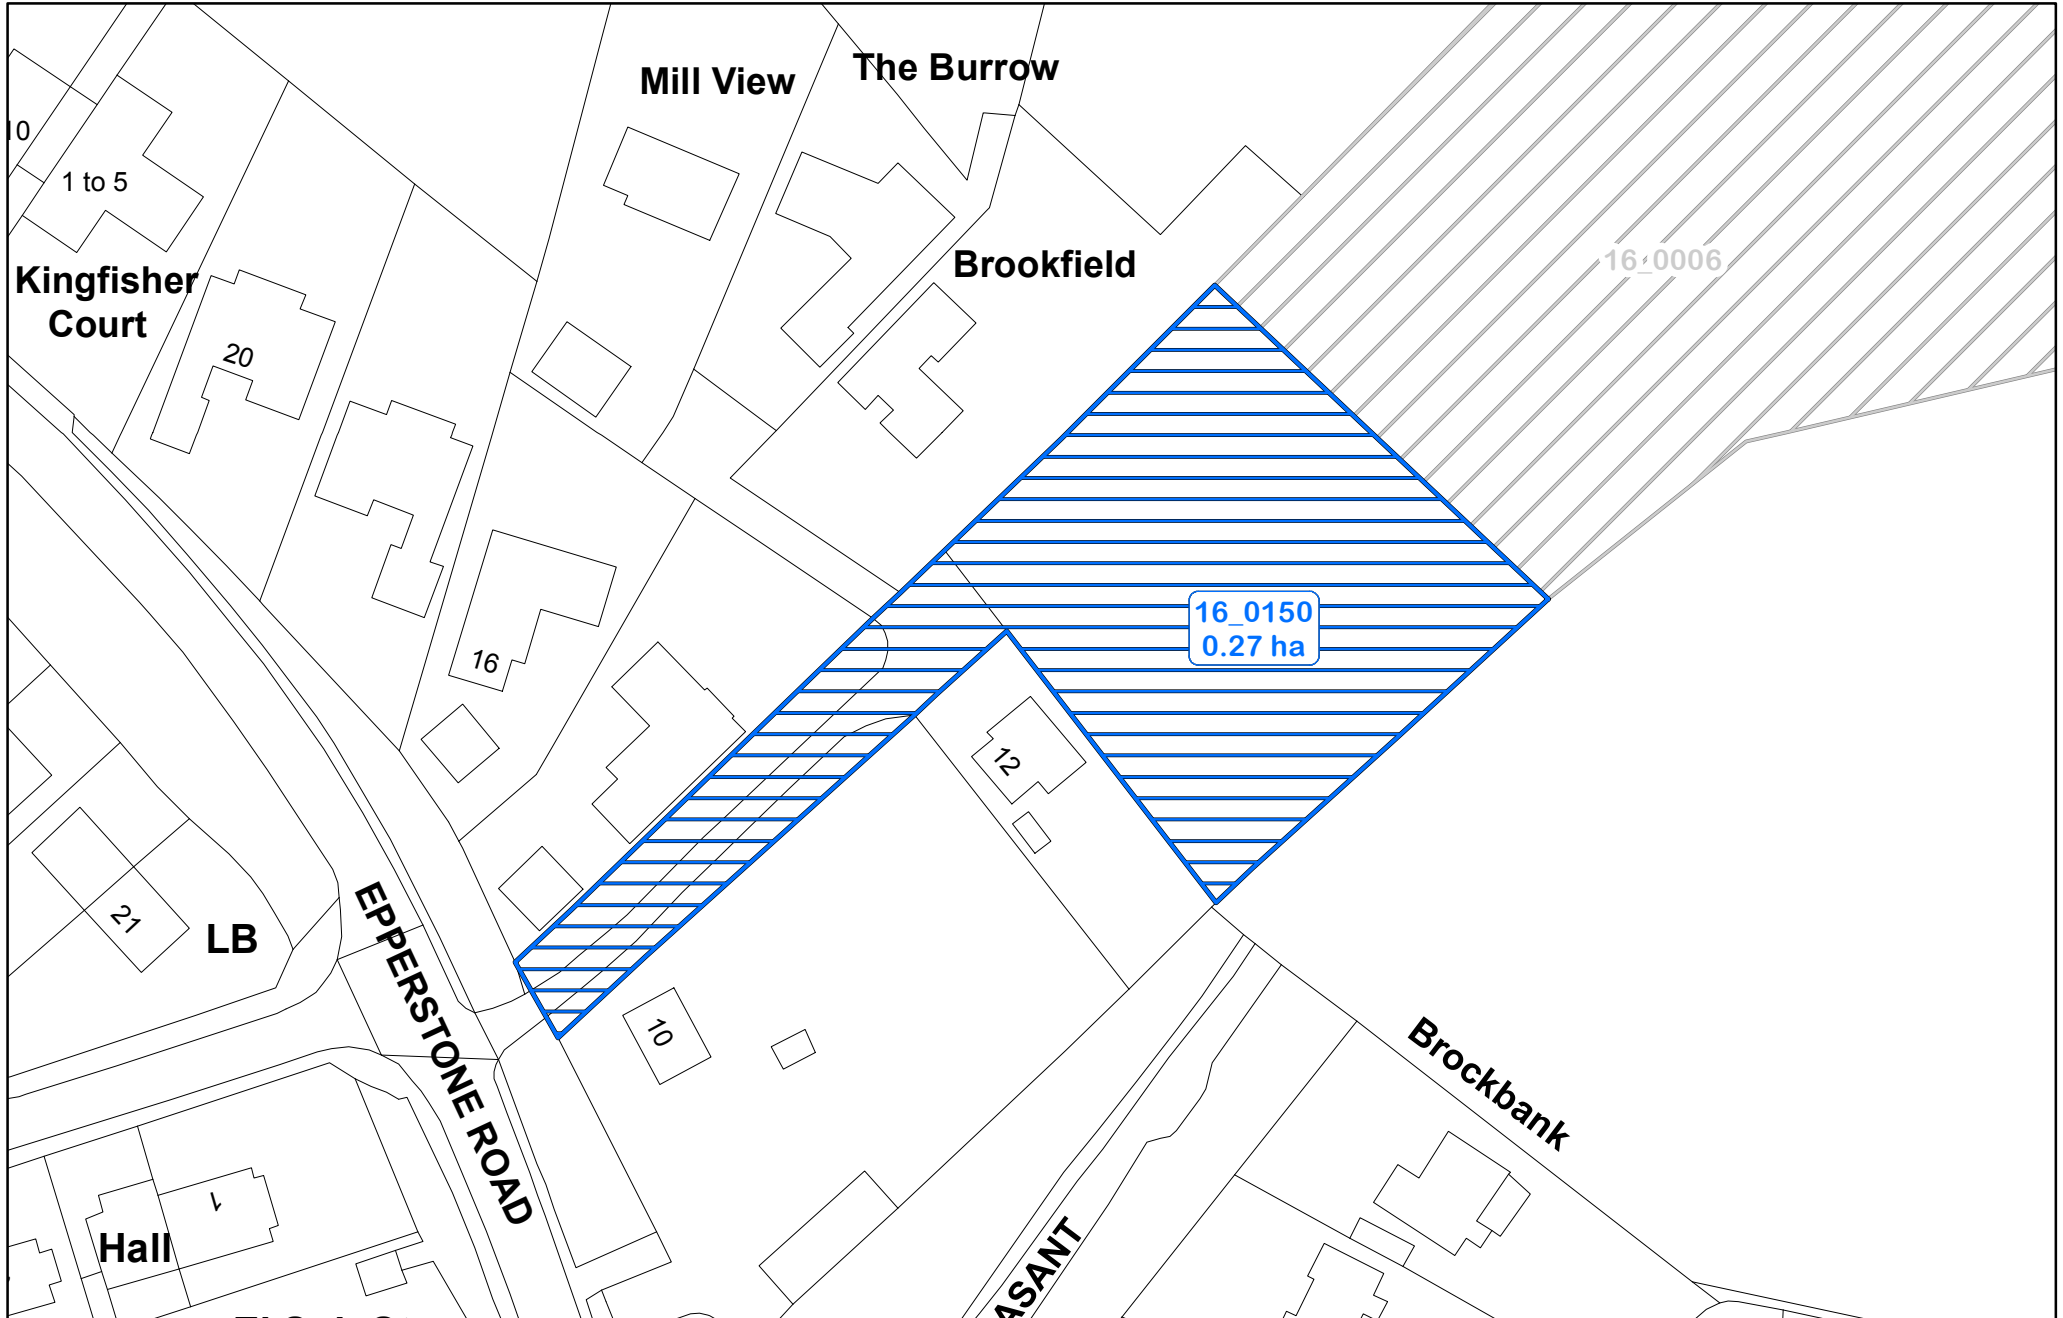 The Burrow
Mill View
10
1 to 5
16_0006
Brookfield
Kingfisher
Court
20
16_0150
0.27 ha
16
12
21
LB
EPPERSTONE ROAD
10
Brockbank
1
Hall
ASANT